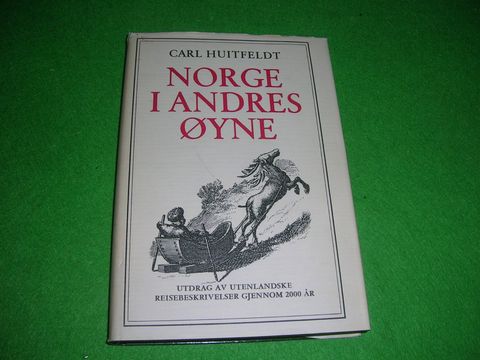 CARL HUITFELDT
NORGE
I ANDRES
ØYNE
UTDRAG AV UTENLANDSKE
REISEBESKRIVELSER GJENNOM 2000 ÅR